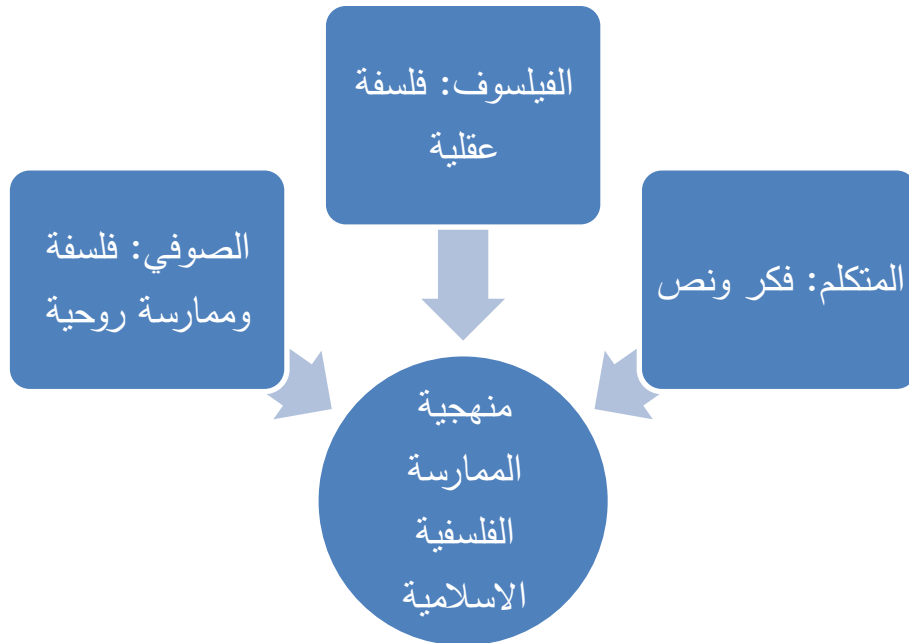 الفيلسوف: فلسفة
عقلية
المتكلم: فكر ونص
الصوفي: فلسفة
وممارسة روحية
منهجية
الممارسة
الفلسفية
الاسلامية